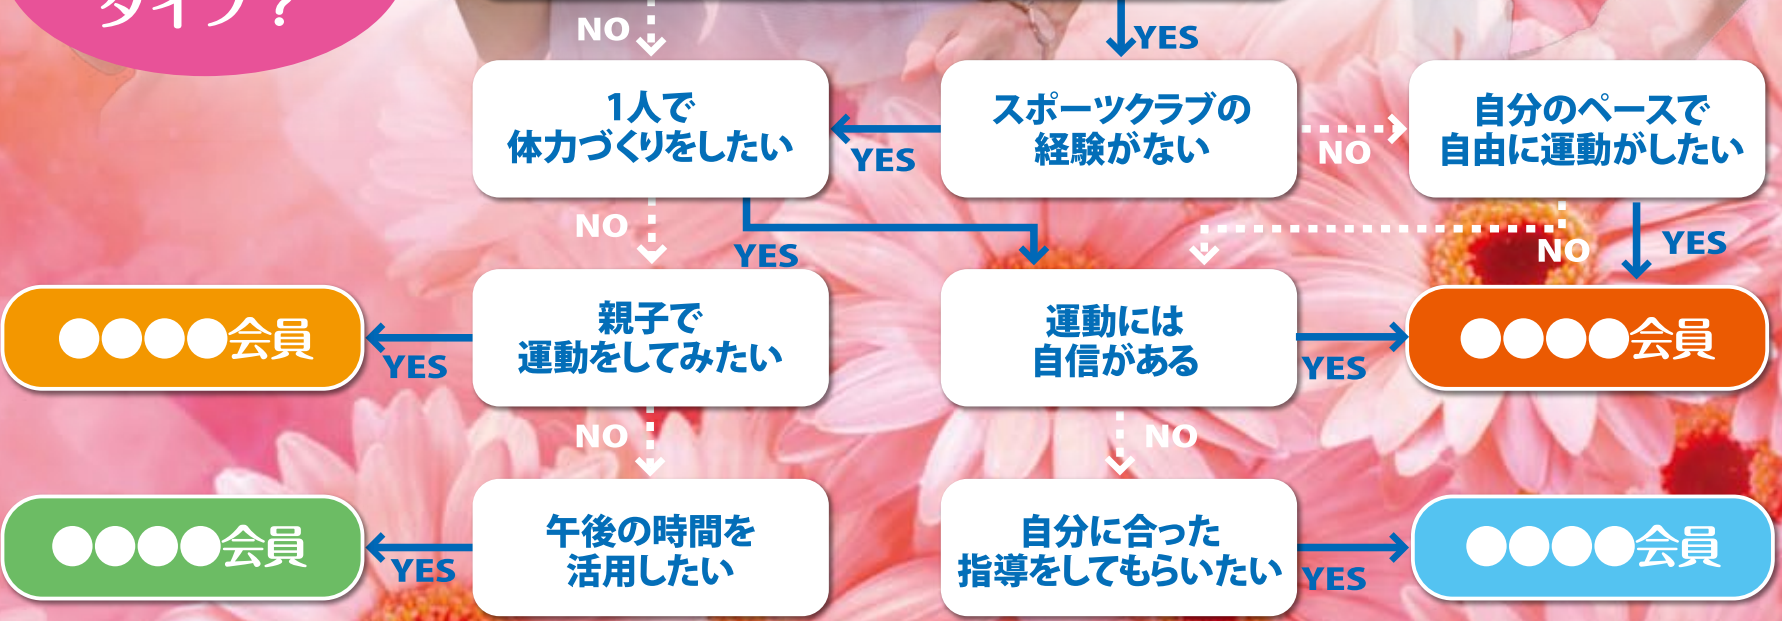 タイプ？
NO
YES
1人で
体力づくりをしたい
YES
スポーツクラブの
経験がない
NO
自分のペースで
自由に運動がしたい
NO
YES
NO
YES
●●●●会員
YES
親子で
運動をしてみたい
運動には
自信がある
YES
●●●●会員
NO
NO
●●●●会員
YES
午後の時間を
活用したい
自分に合った
指導をしてもらいたい
YES
●●●●会員